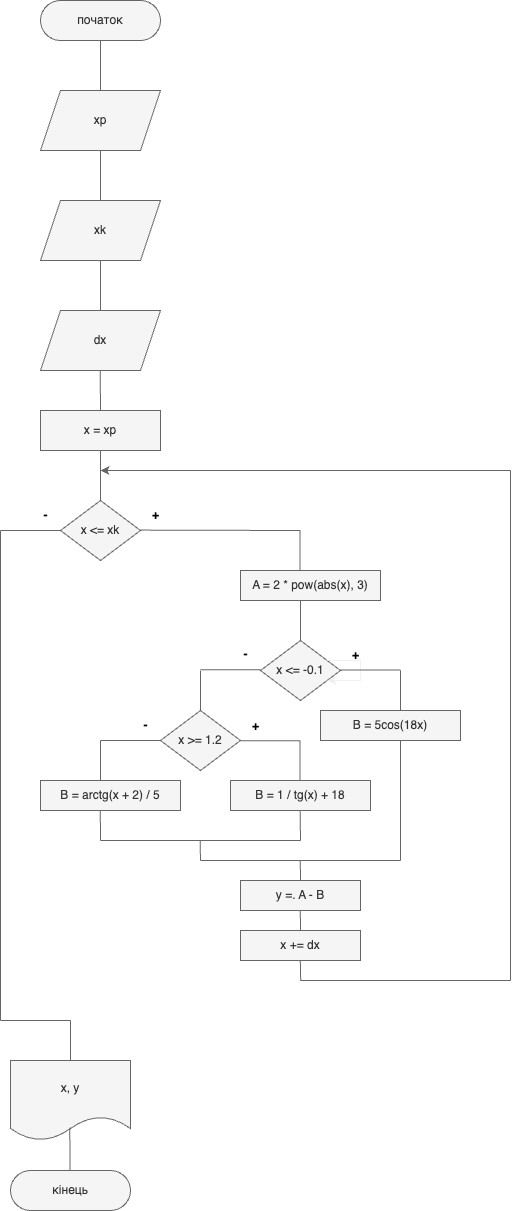 початок
xp
xk
dx
x = xp
-
+
x <= xk
A = 2 * pow(abs(x), 3)
-
+
x <= -0.1
-
+
B = 5cos(18x)
x >= 1.2
B = arctg(x + 2) / 5
B = 1 / tg(x) + 18
y =. A - B
x += dx
x, y
кінець